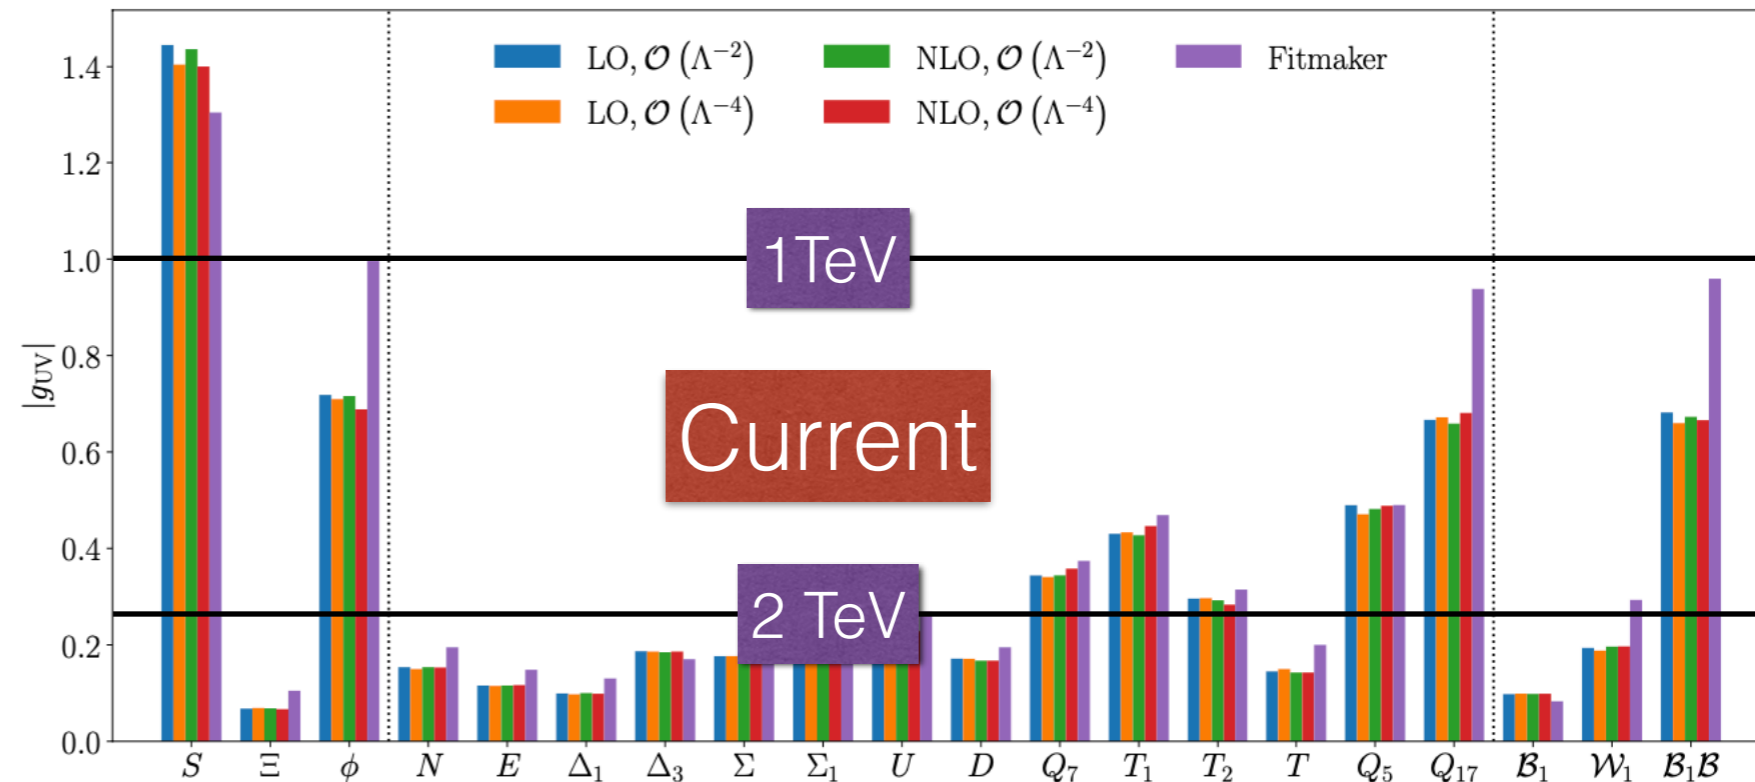 LO, 𝒪 (Λ⁻²)
NLO, 𝒪 (Λ⁻²)
Fitmaker
LO, 𝒪 (Λ⁻⁴)
NLO, 𝒪 (Λ⁻⁴)
1.4
1.2
1.0
0.8
0.6
0.4
0.2
0.0
|g_UV|
1TeV
Current
2 TeV
S Ξ ϕ N E Δ₁ Δ₃ Σ Σ₁ U D Q₇ T₁ T₂ T Q₅ Q₁₇ ℬ₁ 𝒲₁ ℬ₁ℬ